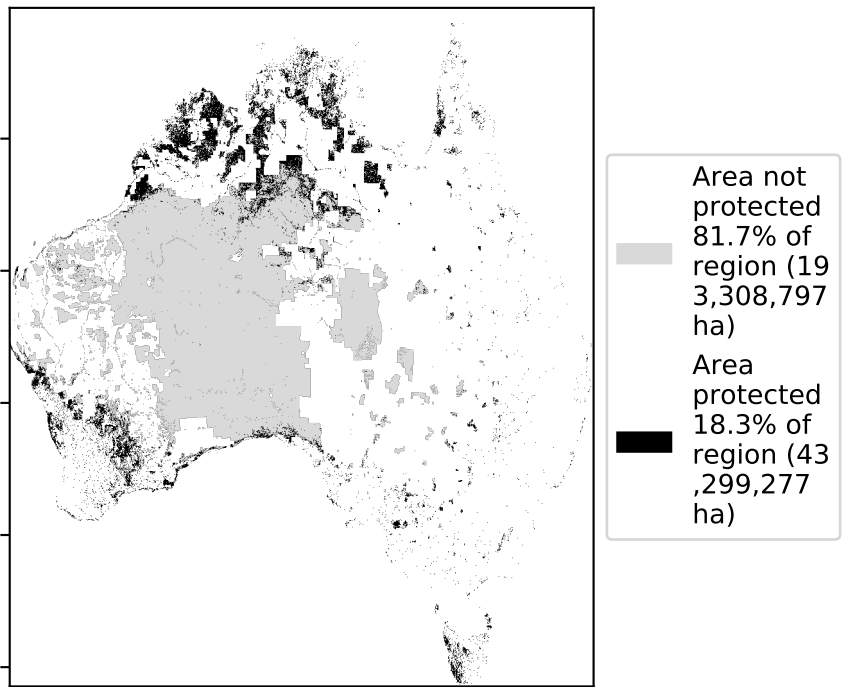 Area not
protected
81.7% of
region (19
3,308,797
ha)
Area
protected
18.3% of
region (43
,299,277
ha)